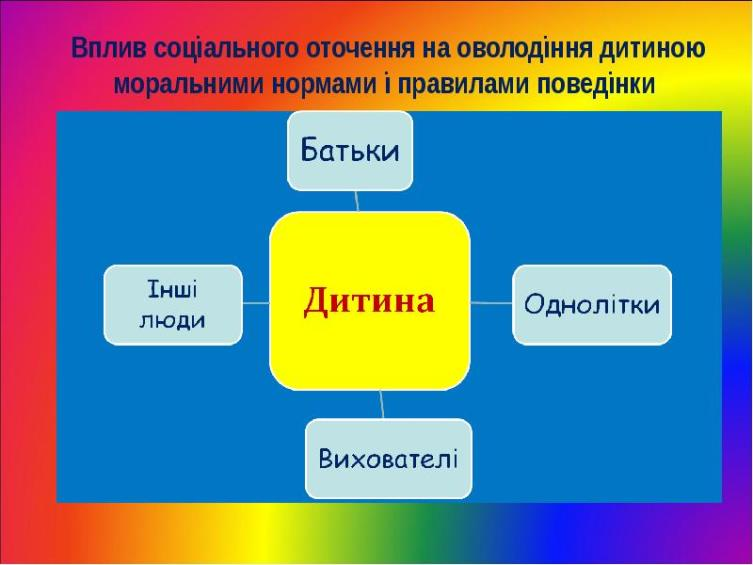 Вплив соціального оточення на оволодіння дитиною
моральними нормами і правилами поведінки
Батьки
Інші
люди
Дитина
Однолітки
Вихователі